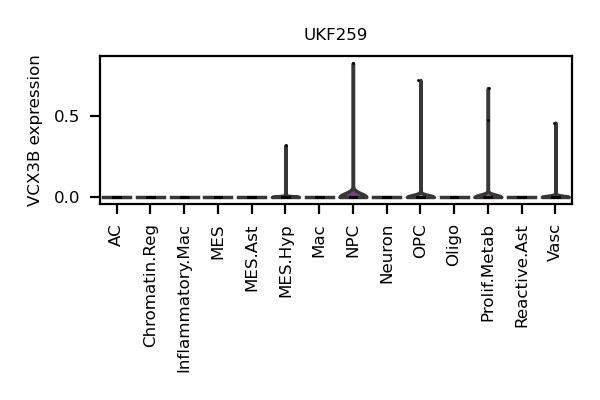 UKF259
VCX3B expression
0.5
0.0
AC
Chromatin.Reg
Inflammatory.Mac
MES
MES.Ast
MES.Hyp
Mac
NPC
Neuron
OPC
Oligo
Prolif.Metab
Reactive.Ast
Vasc